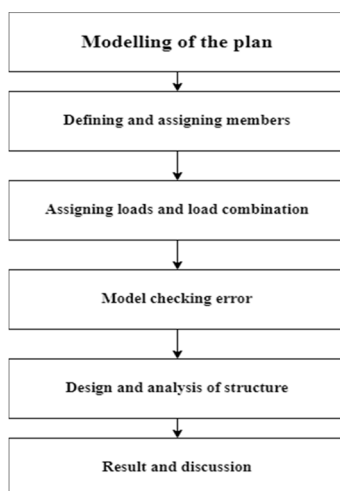 Modelling of the plan
Defining and assigning members
Assigning loads and load combination
Model checking error
Design and analysis of structure
Result and discussion